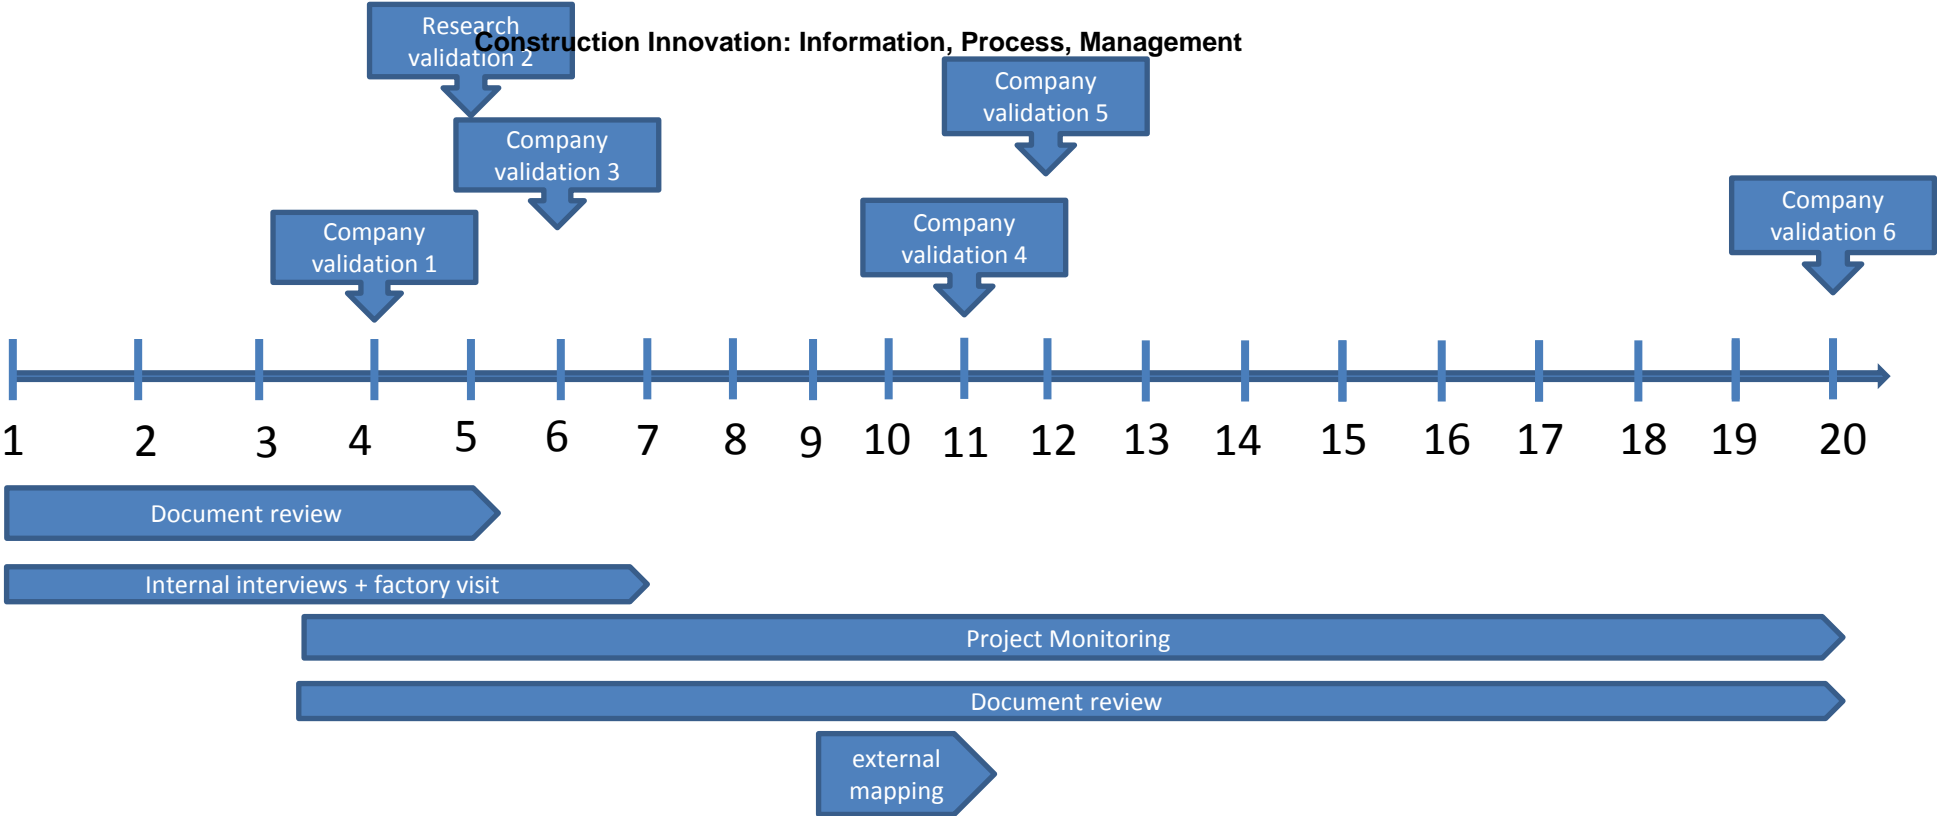 Research
validation 2
Construction Innovation: Information, Process, Management
Company
validation 5
Company
validation 3
Company
validation 6
Company
validation 1
Company
validation 4
1 2 3 4 5 6 7 8 9 10 11 12 13 14 15 16 17 18 19 20
Document review
Internal interviews + factory visit
Project Monitoring
Document review
external
mapping